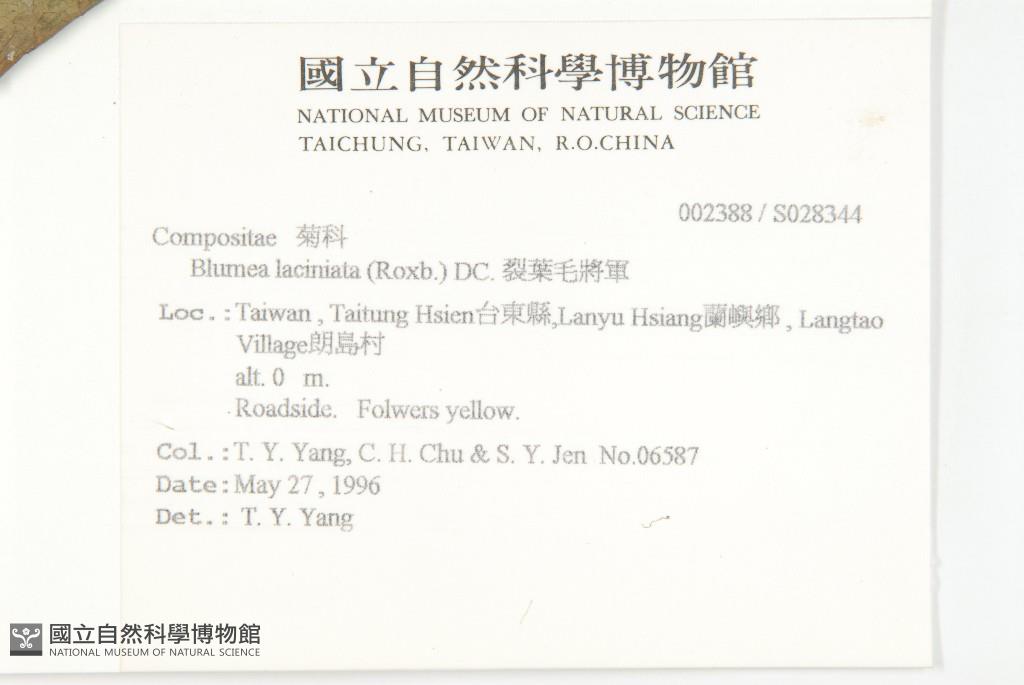 國立自然科學博物館
NATIONAL MUSEUM OF NATURAL SCIENCE
TAICHUNG, TAIWAN, R.O.CHINA
002388 / S028344
Compositae 菊科
Blumea laciniata (Roxb.) DC. 裂葉毛將軍
Loc.:Taiwan , Taitung Hsien台東縣,Lanyu Hsiang蘭嶼鄉 , Langtao
Village朗島村
alt. 0 m.
Roadside. Folwers yellow.
Col.:T. Y. Yang, C. H. Chu & S. Y. Jen No.06587
Date:May 27 , 1996
Det.: T. Y. Yang
國立自然科學博物館
NATIONAL MUSEUM OF NATURAL SCIENCE